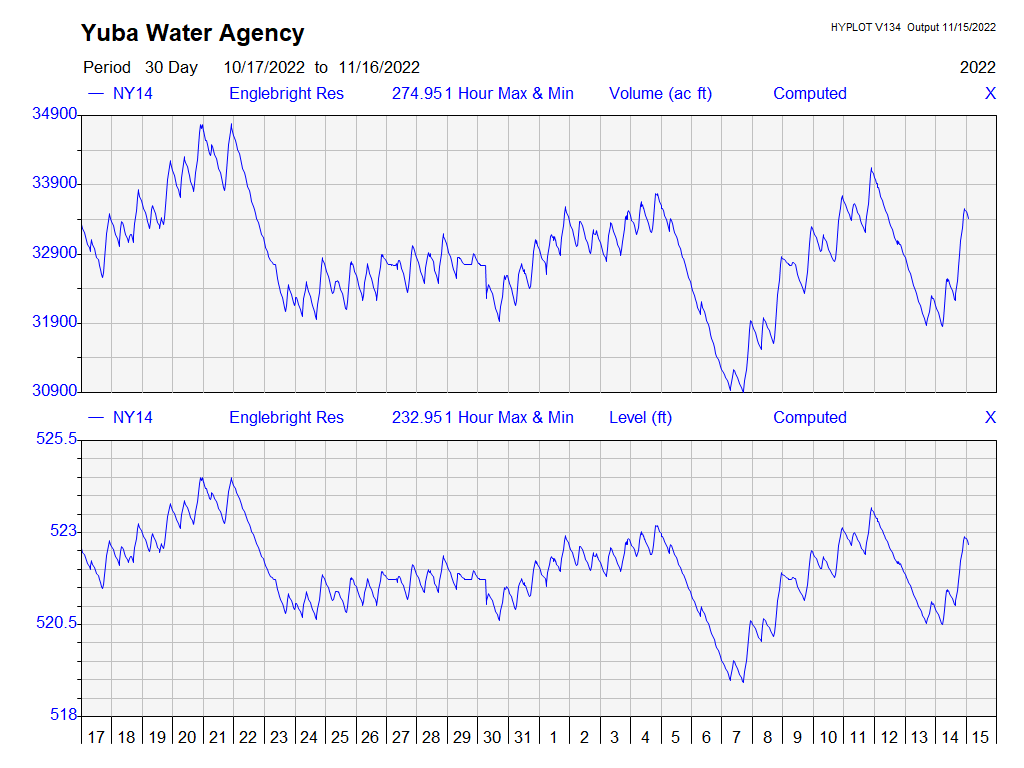 Yuba Water Agency
HYPLOT V134 Output 11/15/2022
Period 30 Day 10/17/2022 to 11/16/2022 2022
NY14 Englebright Res 274.951 Hour Max & Min Volume (ac ft) Computed X
34900
33900
32900
31900
30900
NY14 Englebright Res 232.951 Hour Max & Min Level (ft) Computed X
525.5
523
520.5
518
17 18 19 20 21 22 23 24 25 26 27 28 29 30 31 1 2 3 4 5 6 7 8 9 10 11 12 13 14 15